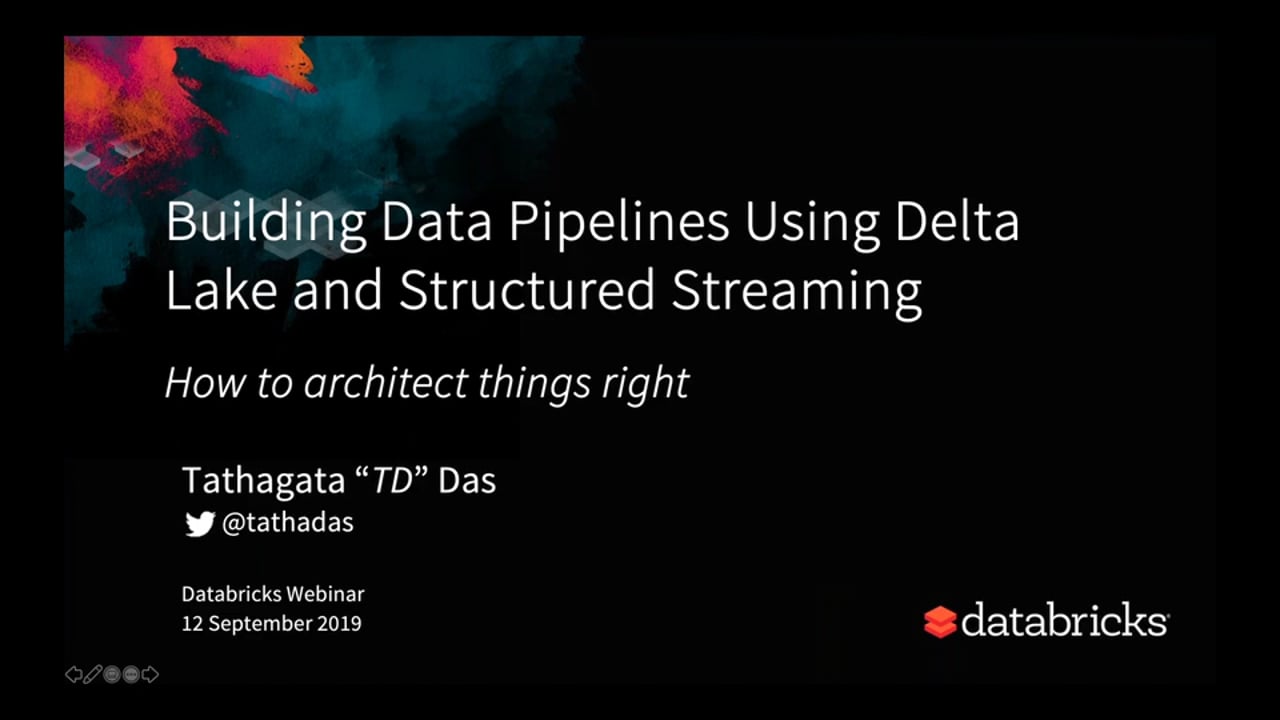 Building Data Pipelines Using Delta
Lake and Structured Streaming
How to architect things right
Tathagata “TD” Das
@tathadas
Databricks Webinar
12 September 2019
databricks